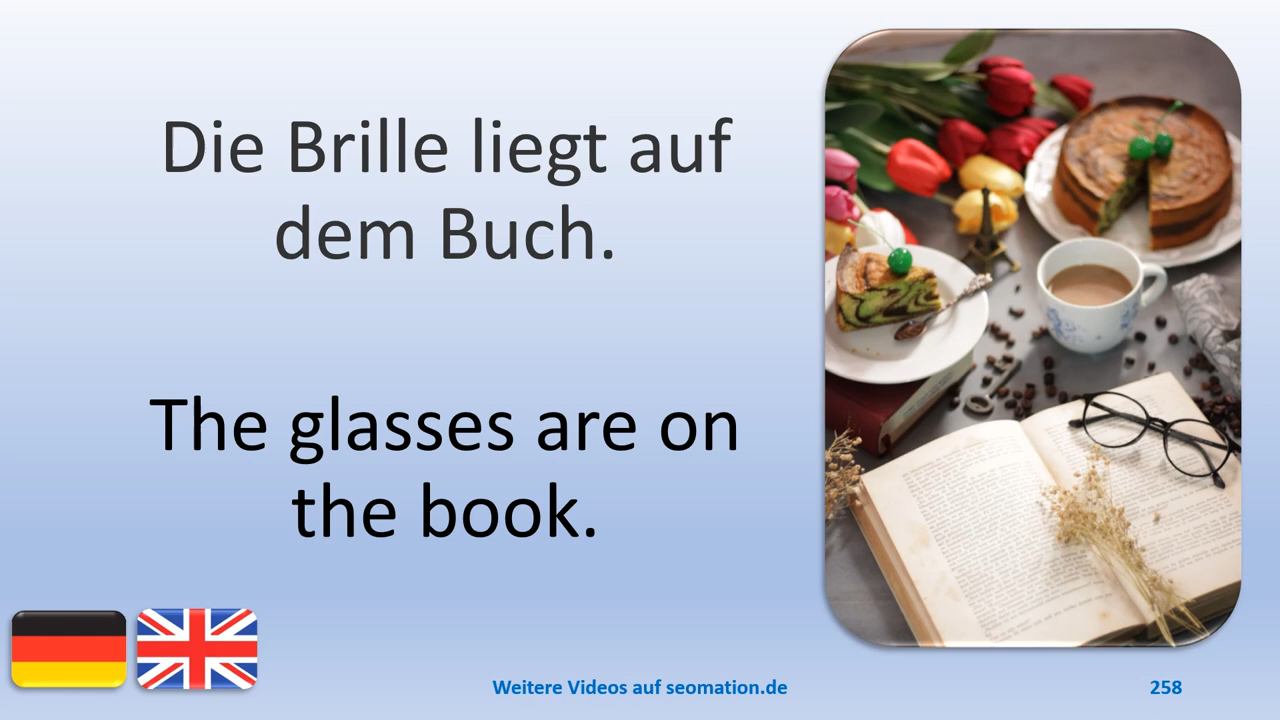 Die Brille liegt auf
dem Buch.
The glasses are on
the book.
Weitere Videos auf seomation.de
258